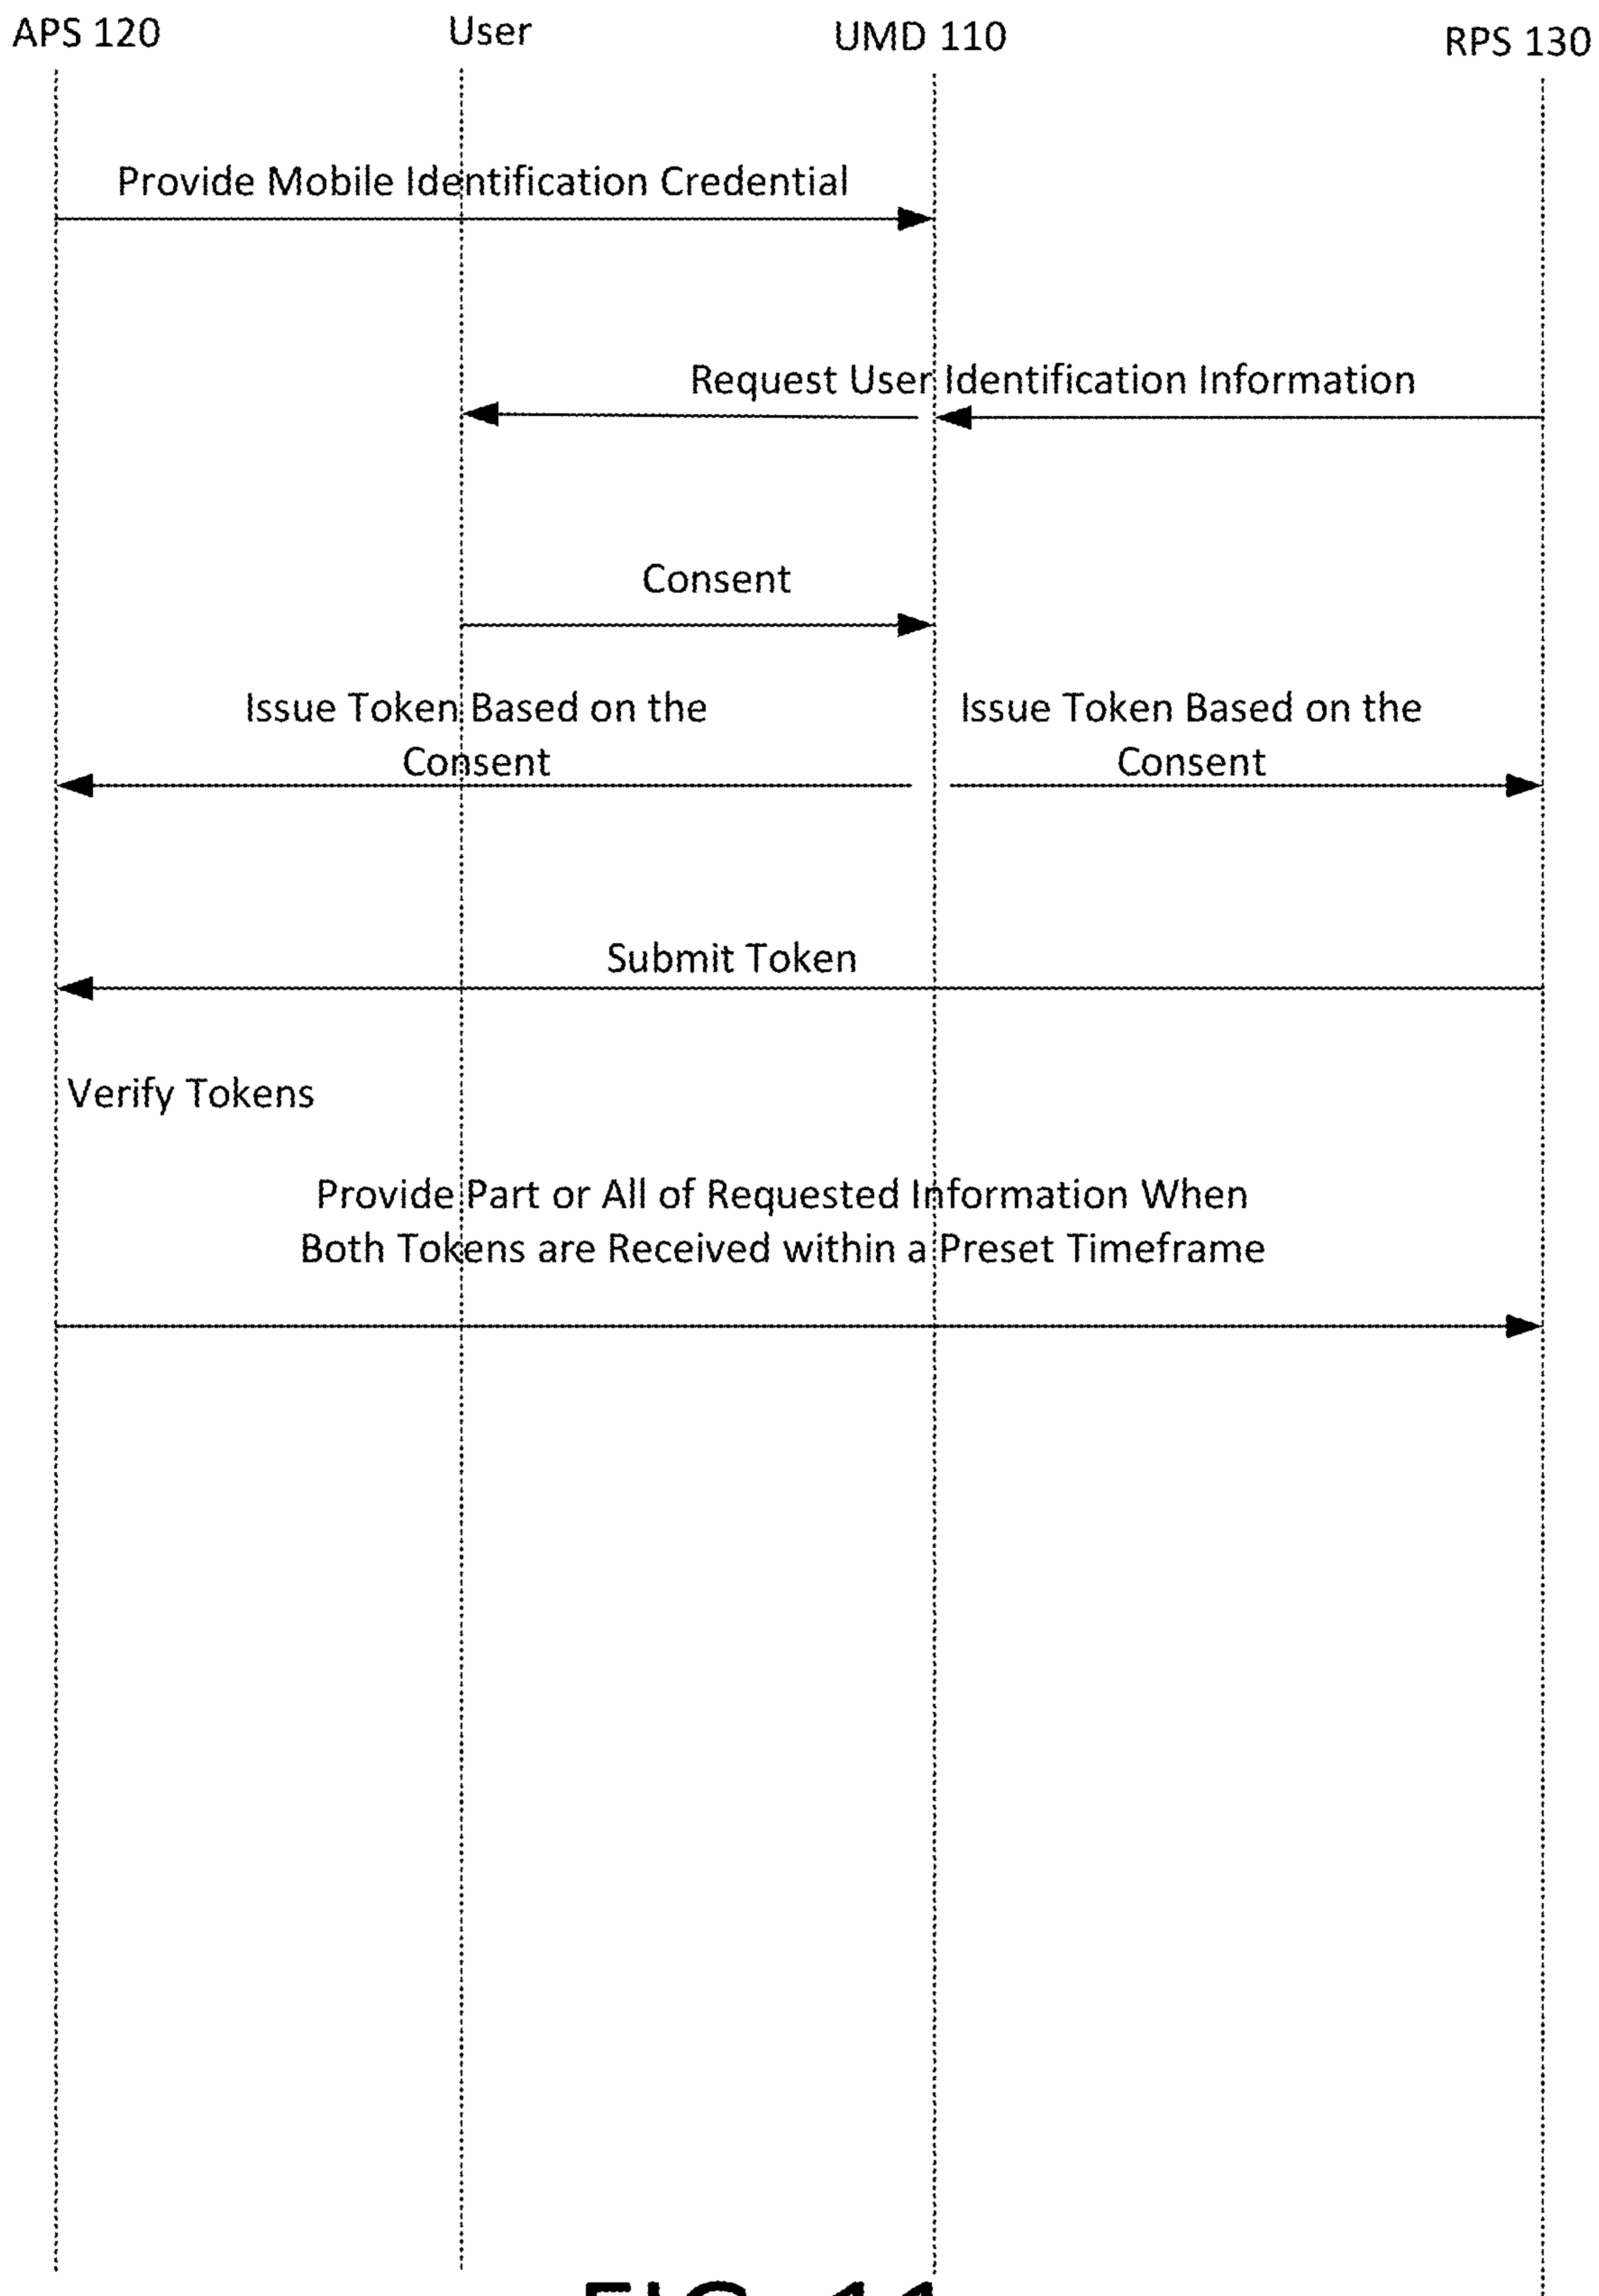 APS 120
User
UMD 110
RPS 130
Provide Mobile Identification Credential
Request User Identification Information
Consent
Issue Token Based on the
Consent
Issue Token Based on the
Consent
Submit Token
Verify Tokens
Provide Part or All of Requested Information When
Both Tokens are Received within a Preset Timeframe